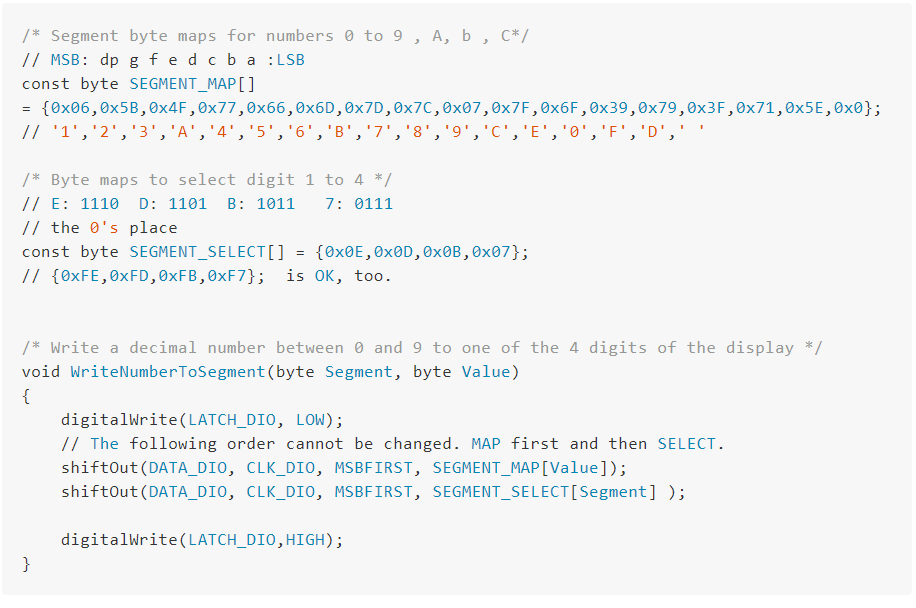 /* Segment byte maps for numbers 0 to 9 , A, b , C*/
// MSB: dp g f e d c b a :LSB
const byte SEGMENT_MAP[]
= {0x06,0x5B,0x4F,0x77,0x66,0x6D,0x7D,0x7C,0x07,0x7F,0x6F,0x39,0x79,0x3F,0x71,0x5E,0x0};
// '1','2','3','A','4','5','6','B','7','8','9','C','E','0','F','D',' '
/* Byte maps to select digit 1 to 4 */
// E: 1110  D: 1101  B: 1011   7: 0111
// the 0's place
const byte SEGMENT_SELECT[] = {0x0E,0x0D,0x0B,0x07};
// {0xFE,0xFD,0xFB,0xF7};  is OK, too.
/* Write a decimal number between 0 and 9 to one of the 4 digits of the display */
void WriteNumberToSegment(byte Segment, byte Value)
{
    digitalWrite(LATCH_DIO, LOW);
    // The following order cannot be changed. MAP first and then SELECT.
    shiftOut(DATA_DIO, CLK_DIO, MSBFIRST, SEGMENT_MAP[Value]);
    shiftOut(DATA_DIO, CLK_DIO, MSBFIRST, SEGMENT_SELECT[Segment] );
    digitalWrite(LATCH_DIO,HIGH);
}